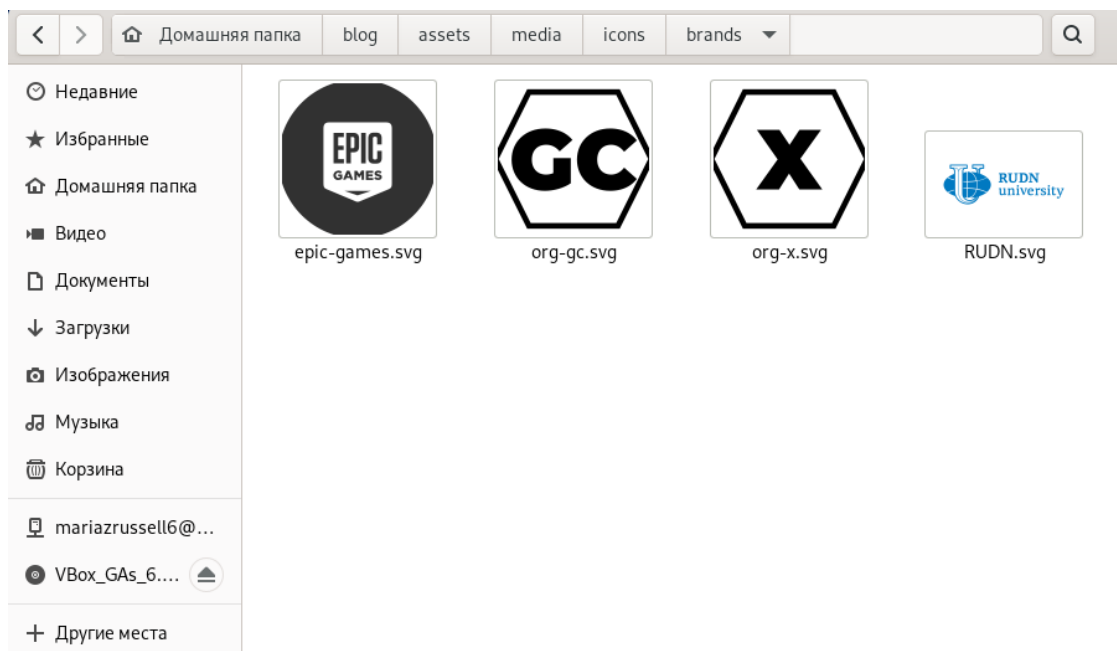 Домашняя папка blog assets media icons brands
Недавние
Избранные
Домашняя папка
Видео
Документы
Загрузки
Изображения
Музыка
Корзина
mariazrussell6@...
VBox_GAs_6....
Другие места
EPIC
GAMES
epic-games.svg
GC
org-gc.svg
X
org-x.svg
RUDN
university
RUDN.svg